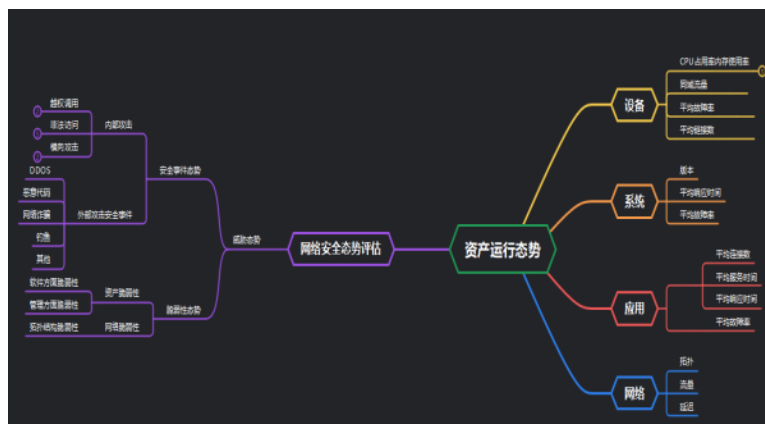 越权调用
非法访问
横向攻击
内部攻击
DDOS
恶意代码
网络诈骗
钓鱼
其他
外部攻击安全事件
安全事件态势
软件方面脆弱性
管理方面脆弱性
资产脆弱性
拓扑结构脆弱性
网络脆弱性
脆弱性态势
威胁态势
网络安全态势评估
资产运行态势
设备
CPU占用率内存使用率
网域流量
平均故障率
平均链接数
系统
版本
平均响应时间
平均故障率
应用
平均连接数
平均服务时间
平均响应时间
平均故障率
网络
拓扑
流量
延迟